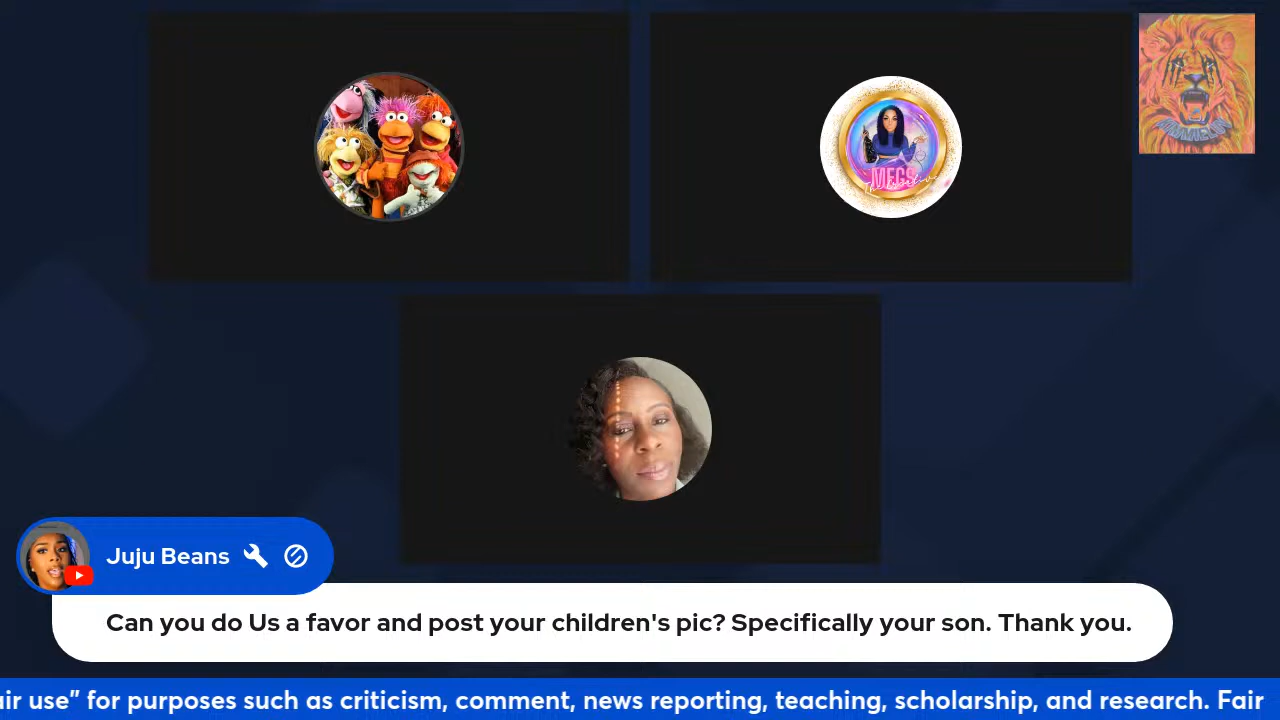 MEGS
Juju Beans
Can you do Us a favor and post your children's pic? Specifically your son. Thank you.
air use” for purposes such as criticism, comment, news reporting, teaching, scholarship, and research. Fair